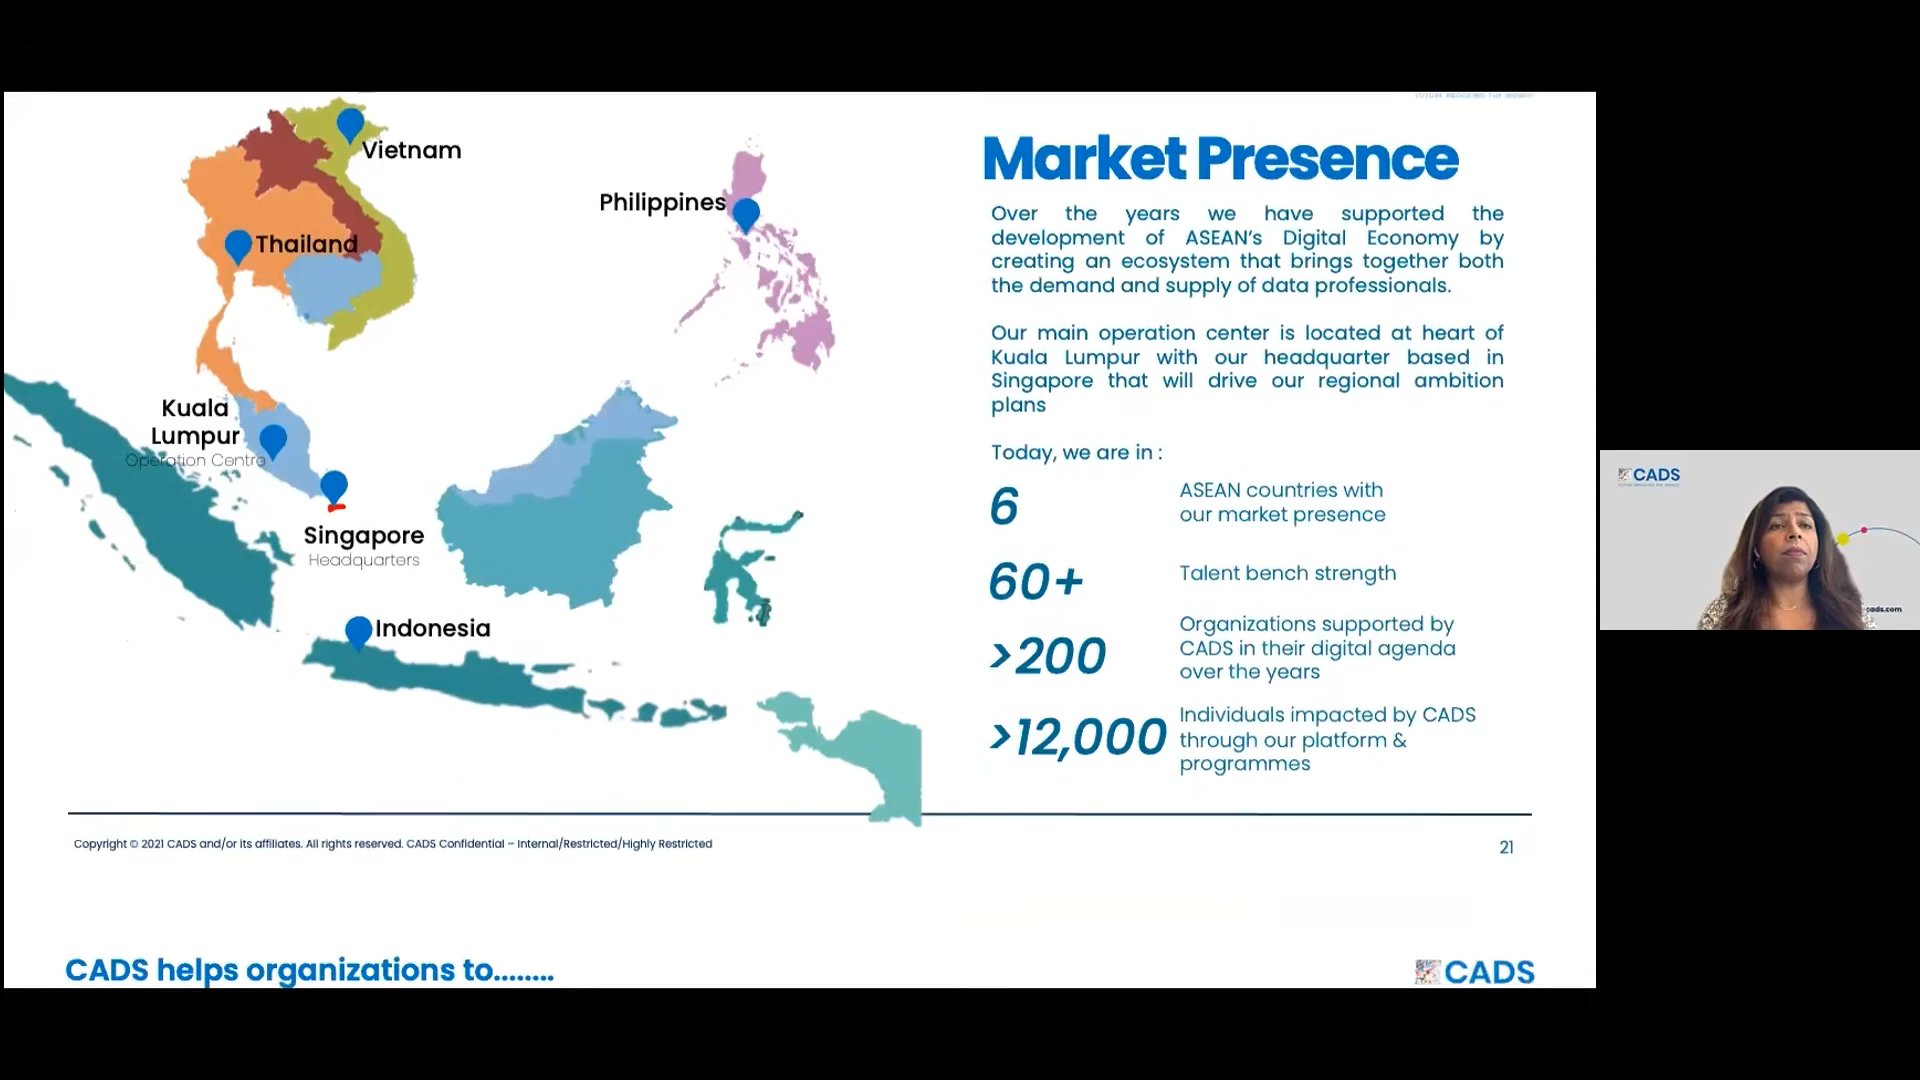 Vietnam
Philippines
Thailand
Kuala
Lumpur
Operation Centre
Singapore
Headquarters
Indonesia
Market Presence
Over the years we have supported the
development of ASEAN's Digital Economy by
creating an ecosystem that brings together both
the demand and supply of data professionals.
Our main operation center is located at heart of
Kuala Lumpur with our headquarter based in
Singapore that will drive our regional ambition
plans
Today, we are in :
6
ASEAN countries with
our market presence
60+
Talent bench strength
>200
Organizations supported by
CADS in their digital agenda
over the years
>12,000
Individuals impacted by CADS
through our platform &
programmes
Copyright © 2021 CADS and/or its affiliates. All rights reserved. CADS Confidential – Internal/Restricted/Highly Restricted
21
CADS helps organizations to........
CADS
CADS
cads.com